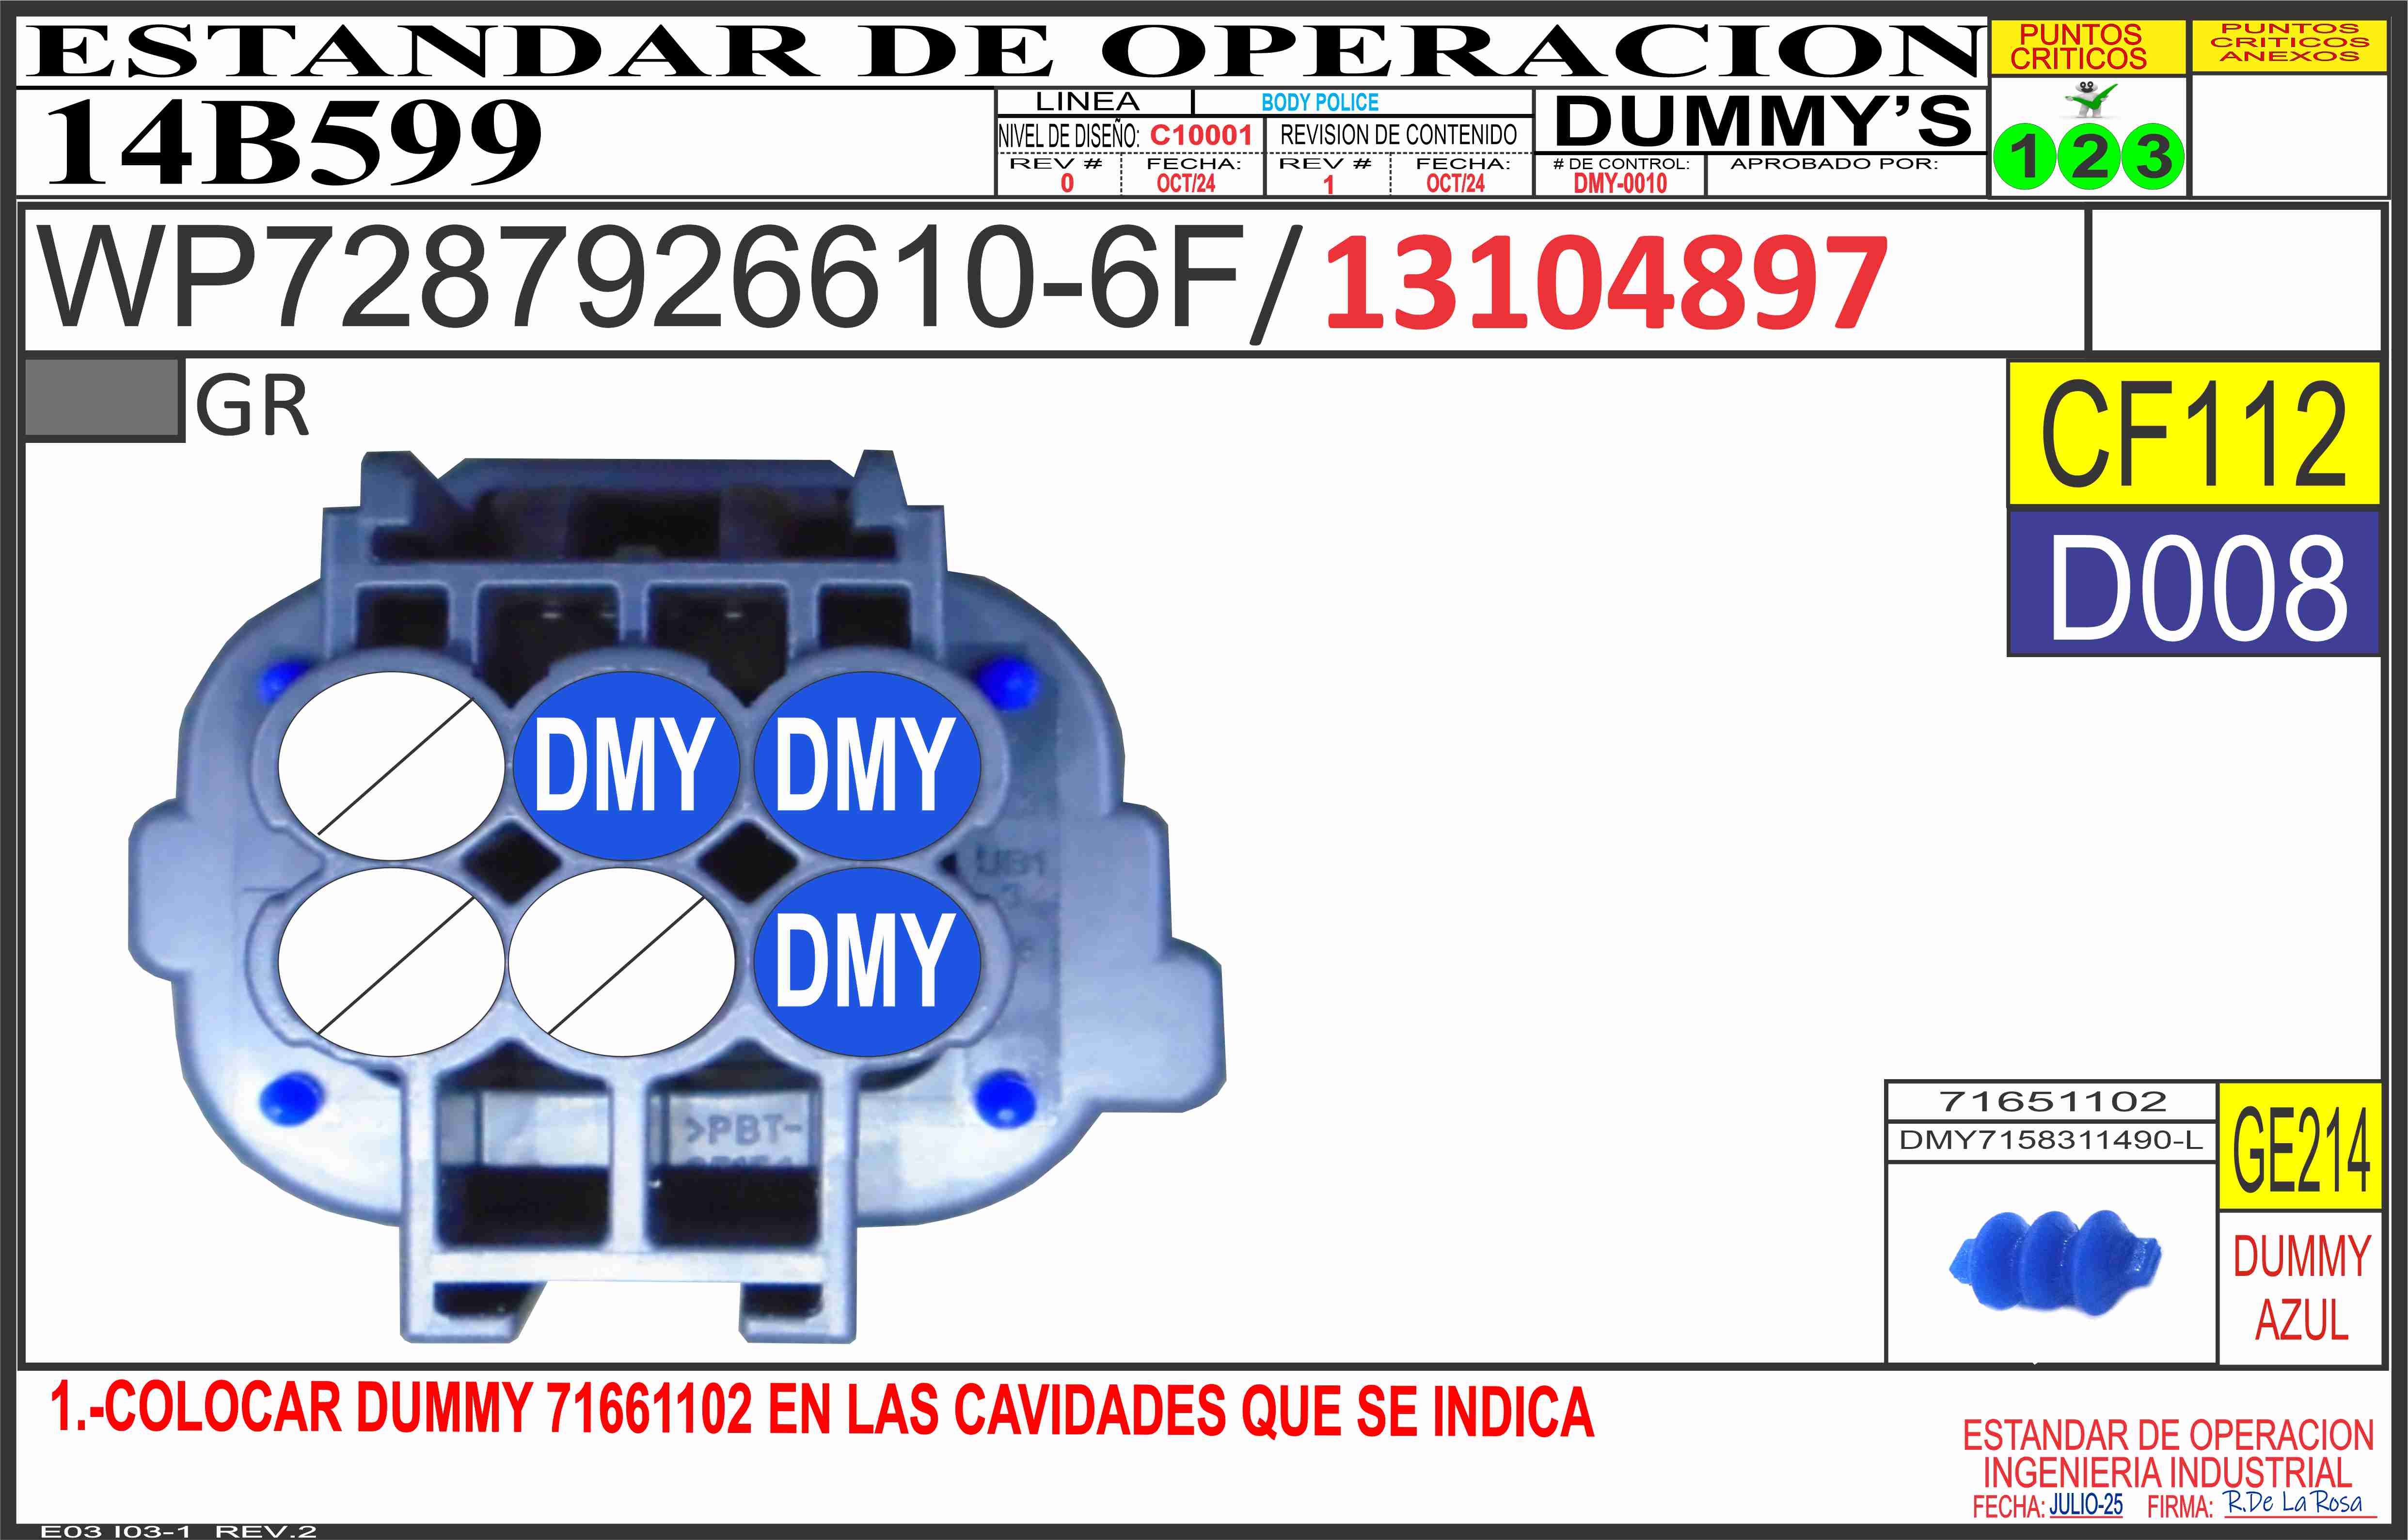 ESTANDAR DE OPERACION
PUNTOS CRITICOS
PUNTOS CRITICOS ANEXOS
14B599
LINEA
BODY POLICE
NIVEL DE DISEÑO: C10001
REVISION DE CONTENIDO
REV #
FECHA:
REV #
FECHA:
0
OCT/24
1
OCT/24
DUMMY'S
# DE CONTROL:
DMY-0010
APROBADO POR:
1 2 3
WP7287926610-6F/13104897
GR
CF112
D008
DMY DMY
DMY
UB1
3
>PBT-
71651102
DMY7158311490-L
GE214
DUMMY
AZUL
1.-COLOCAR DUMMY 71661102 EN LAS CAVIDADES QUE SE INDICA
ESTANDAR DE OPERACION
INGENIERIA INDUSTRIAL
FECHA: JULIO-25 FIRMA: R.De La Rosa
E03 I03-1 REV.2